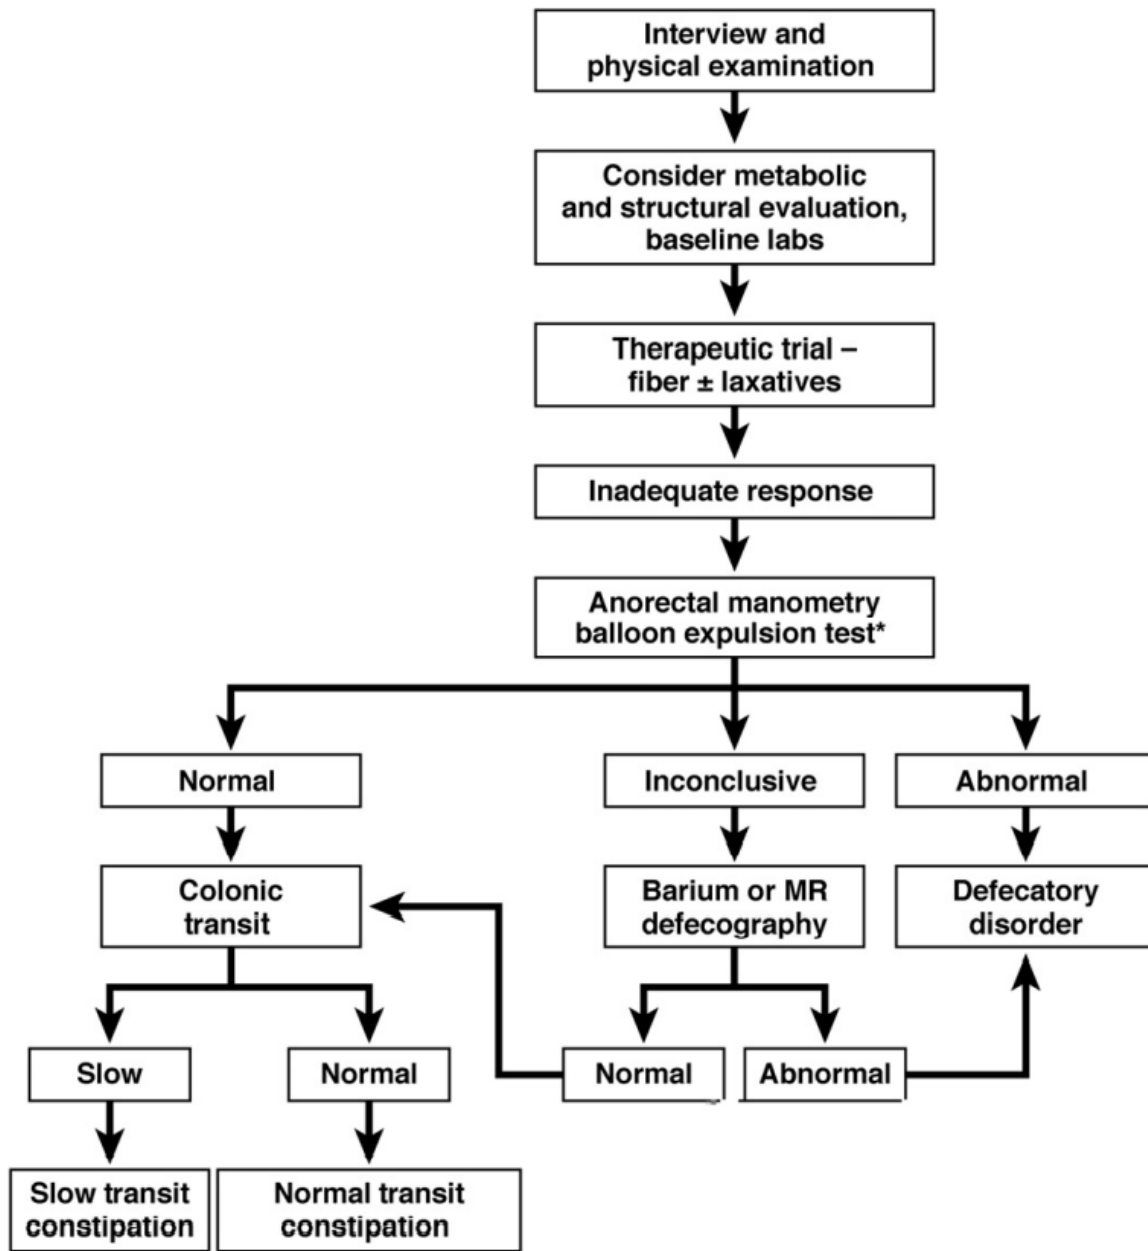 Interview and
physical examination
Consider metabolic
and structural evaluation,
baseline labs
Therapeutic trial –
fiber ± laxatives
Inadequate response
Anorectal manometry
balloon expulsion test*
Normal
Inconclusive
Abnormal
Colonic
transit
Barium or MR
defecography
Defecatory
disorder
Slow
Normal
Normal
Abnormal
Slow transit
constipation
Normal transit
constipation